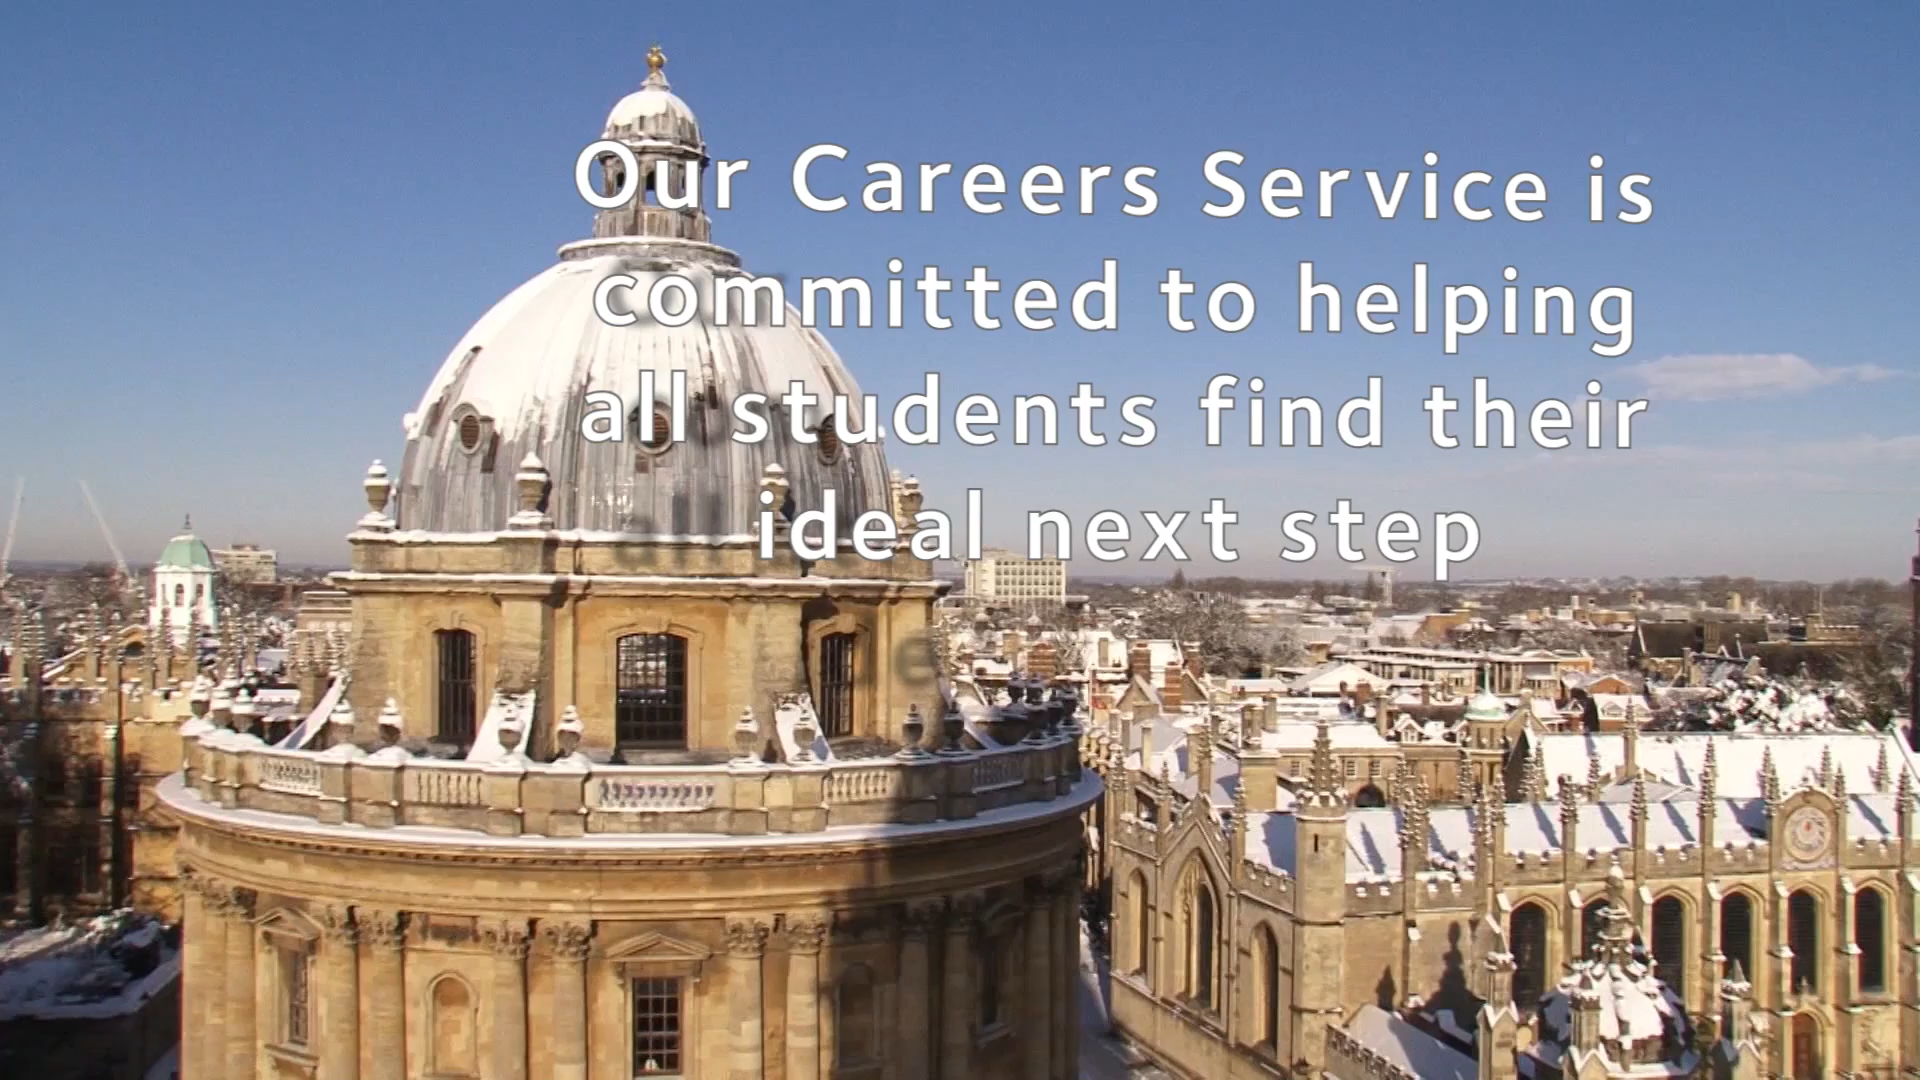 Our Careers Service is
committed to helping
all students find their
ideal next step